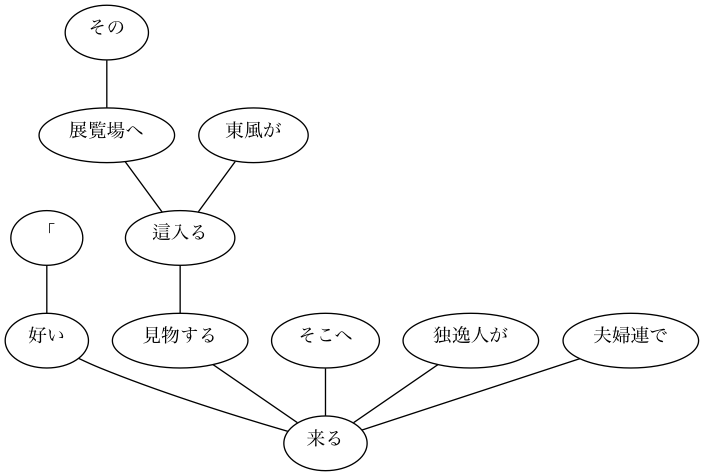 その
展覧場へ
東風が
這入る
「
好い
見物する
そこへ
独逸人が
夫婦連で
来る